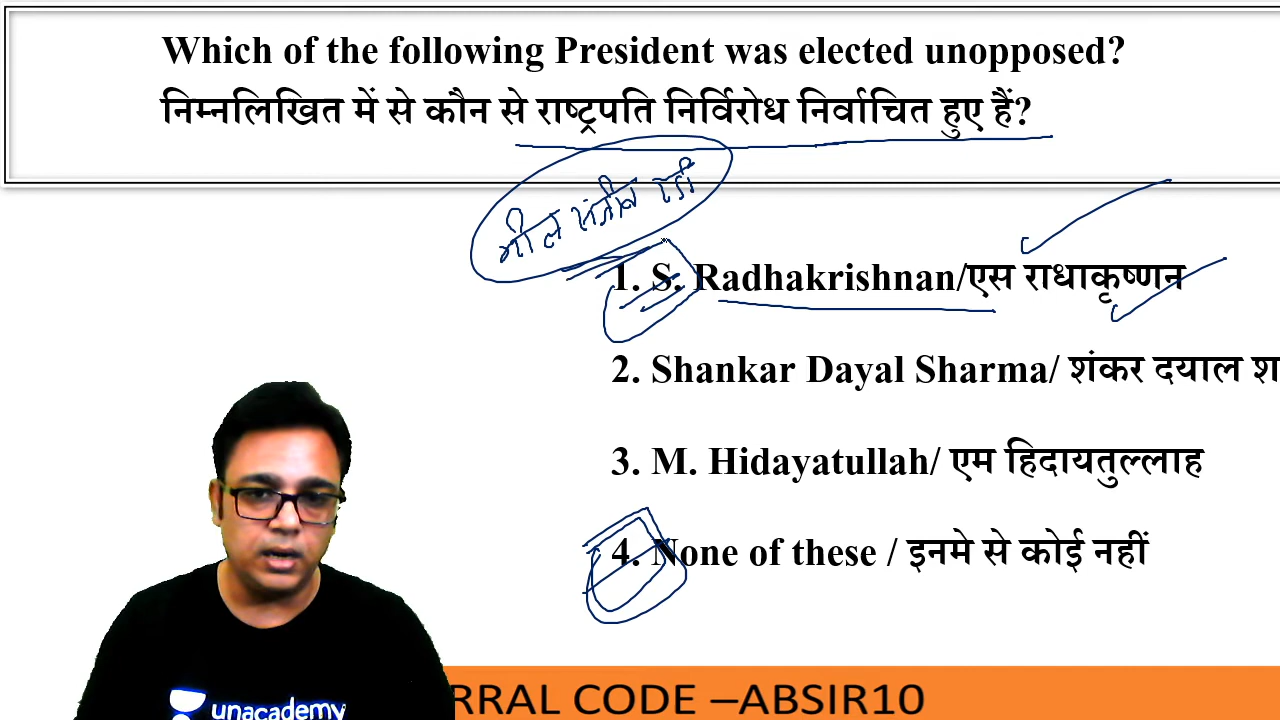 Which of the following President was elected unopposed?
निम्नलिखित में से कौन से राष्ट्रपति निर्विरोध निर्वाचित हुए हैं?
नील संजीव रेड्डी
1. S. Radhakrishnan/एस राधाकृष्णन
2. Shankar Dayal Sharma/ शंकर दयाल श
3. M. Hidayatullah/ एम हिदायतुल्लाह
4. None of these / इनमे से कोई नहीं
RRAL CODE –ABSIR10
unacademy